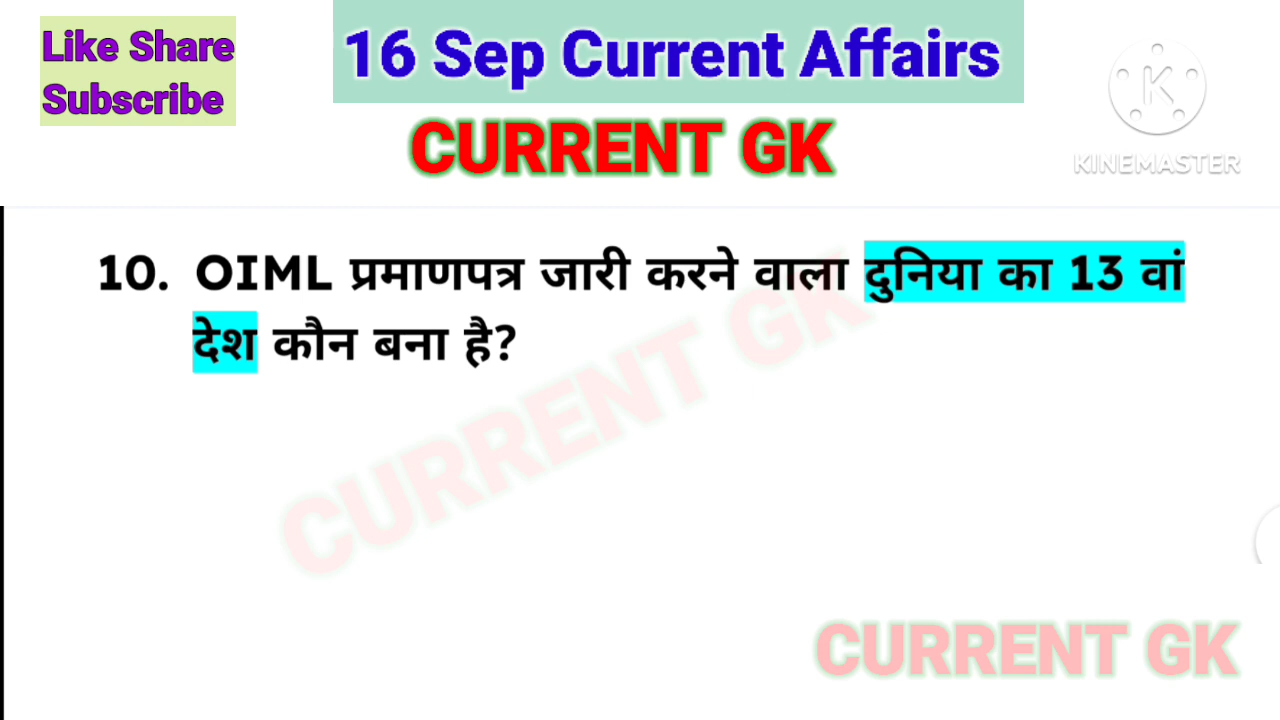 Like Share
Subscribe
16 Sep Current Affairs
CURRENT GK
K
KINEMASTER
10. OIML प्रमाणपत्र जारी करने वाला दुनिया का 13 वां
देश कौन बना है?
CURRENT GK
CURRENT GK